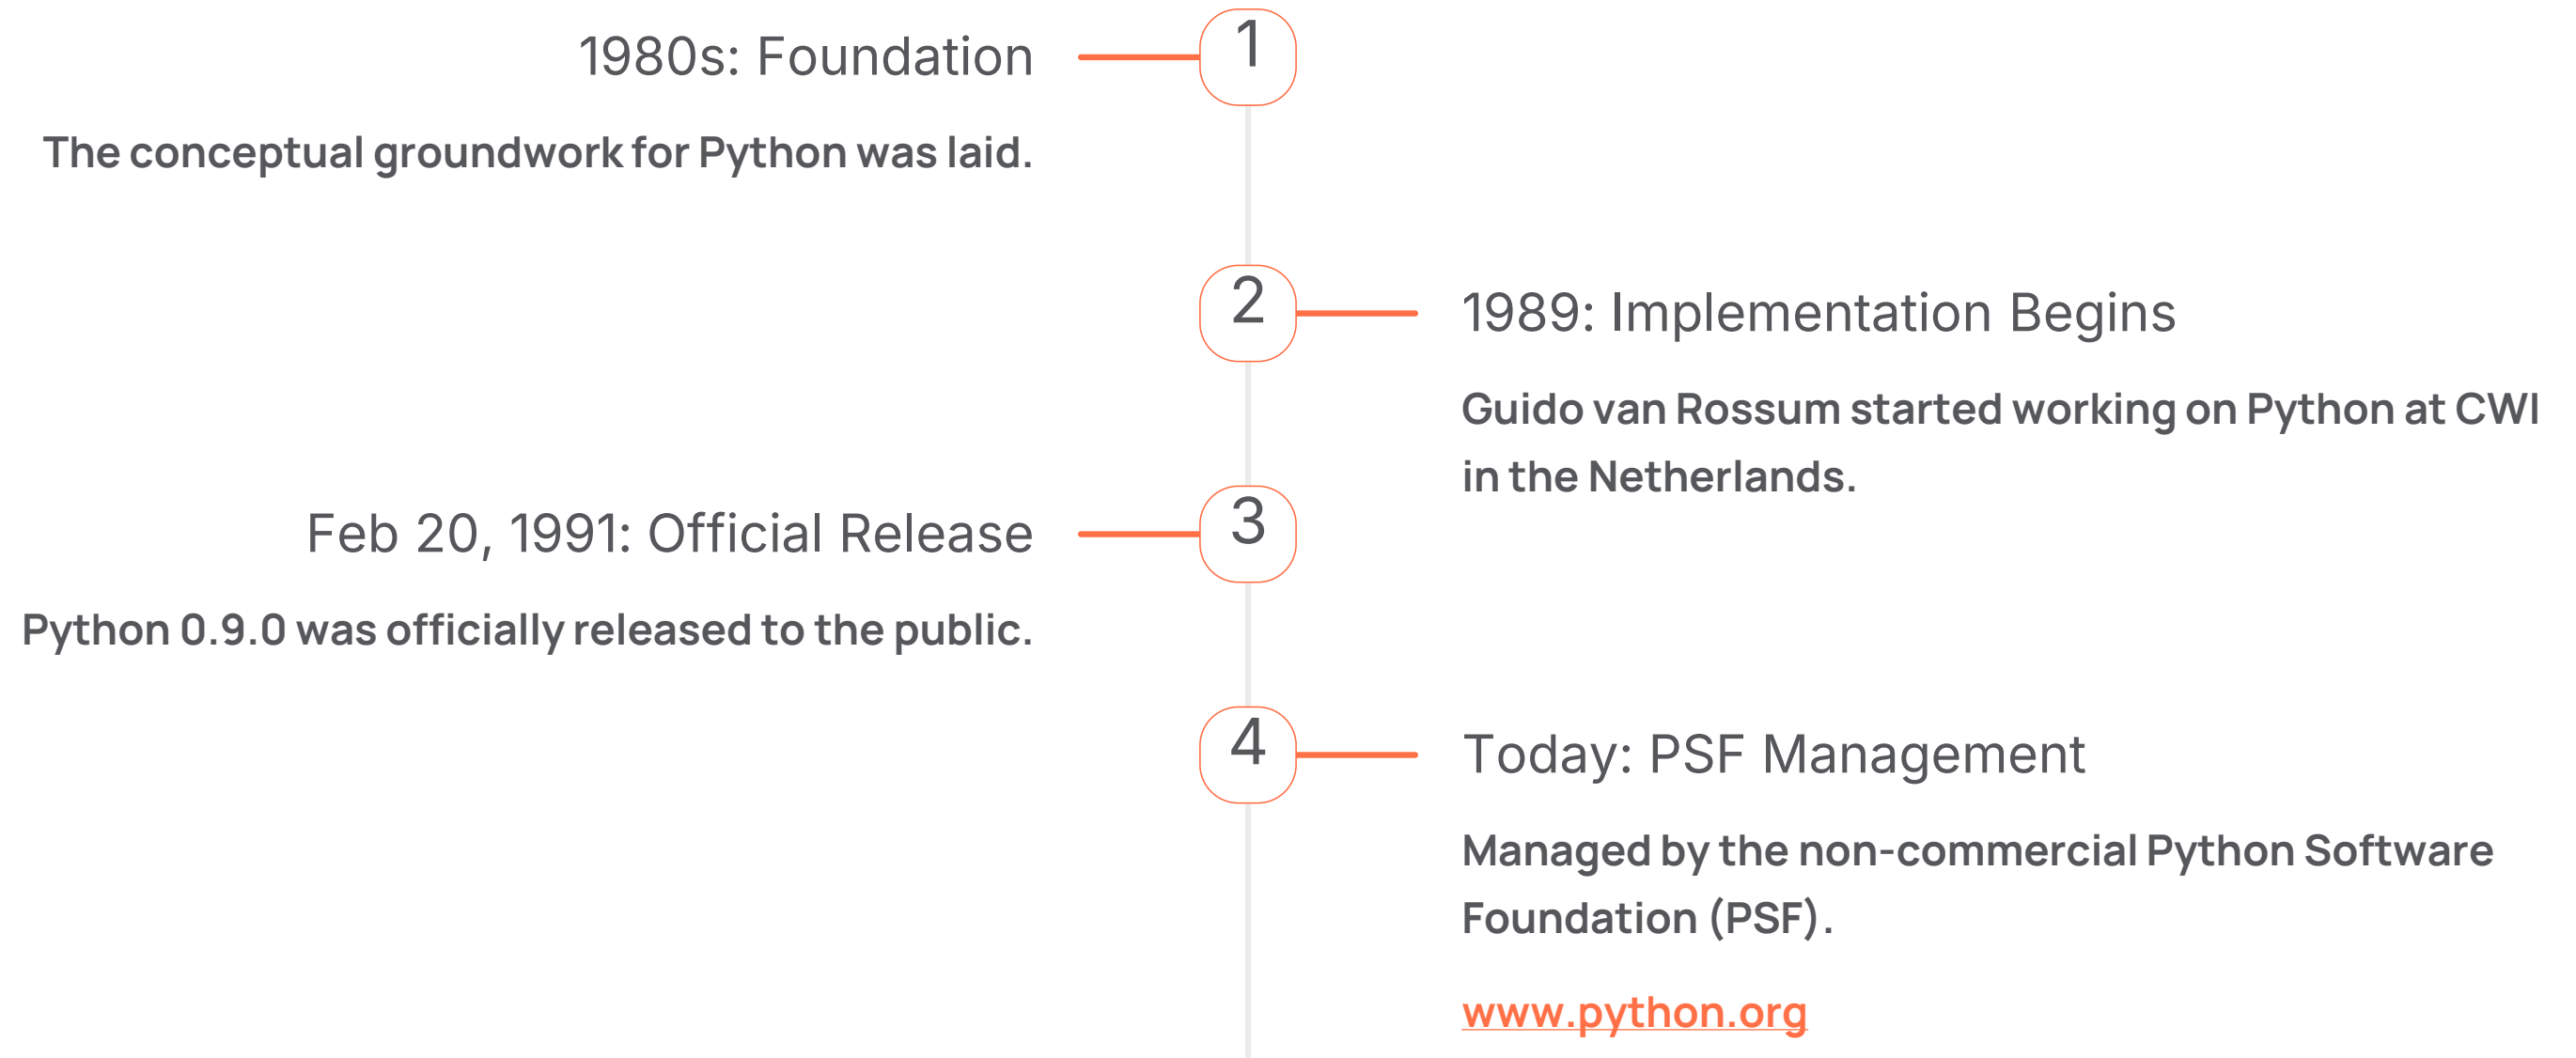 1
1980s: Foundation
The conceptual groundwork for Python was laid.
2
1989: Implementation Begins
Guido van Rossum started working on Python at CWI
in the Netherlands.
3
Feb 20, 1991: Official Release
Python 0.9.0 was officially released to the public.
4
Today: PSF Management
Managed by the non-commercial Python Software
Foundation (PSF).
www.python.org